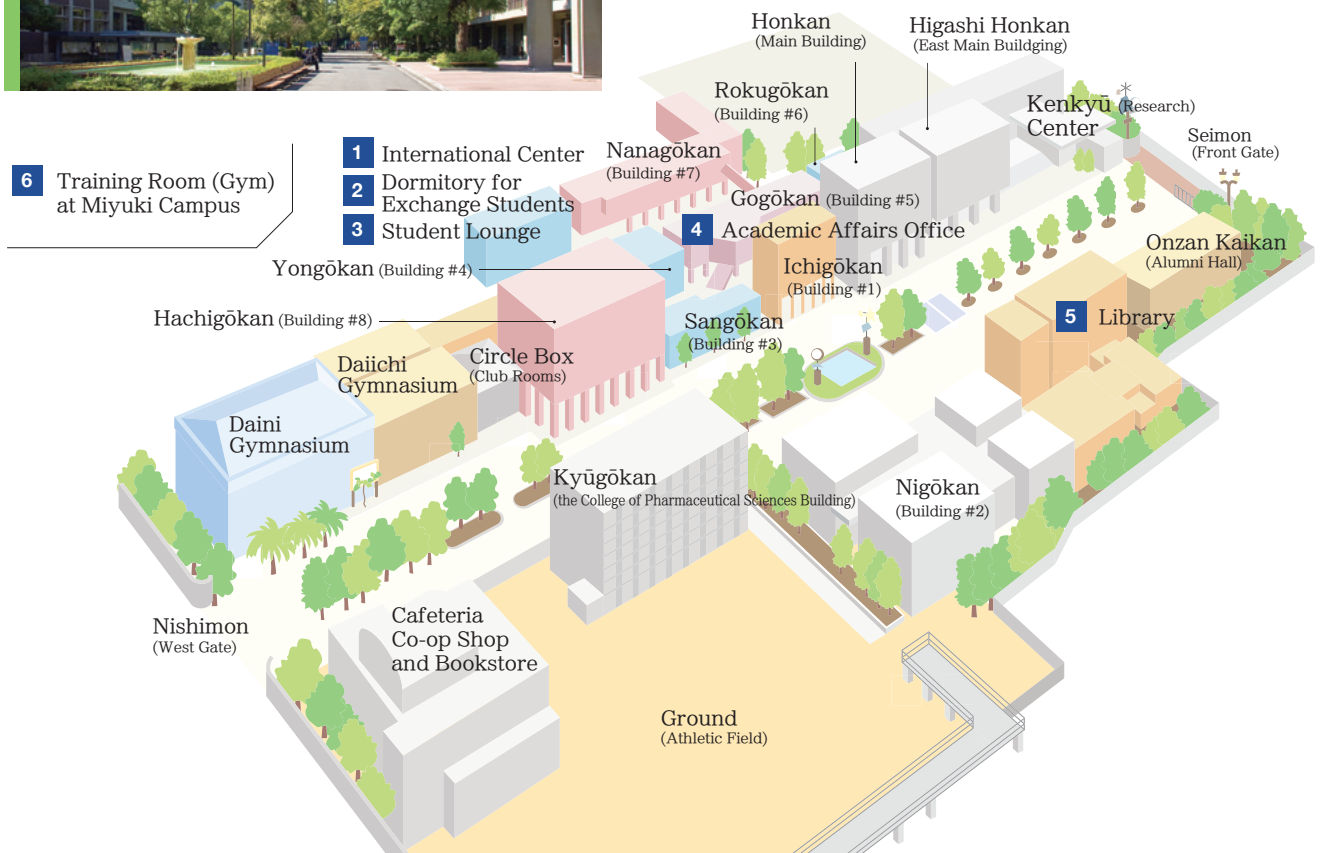 Honkan
(Main Building)
Higashi Honkan
(East Main Buildging)
Rokugōkan
(Building #6)
Kenkyū (Research)
Center
Seimon
(Front Gate)
6 Training Room (Gym)
at Miyuki Campus
1 International Center
2 Dormitory for
Exchange Students
3 Student Lounge
Nanagōkan
(Building #7)
Gogōkan (Building #5)
4 Academic Affairs Office
Yongōkan (Building #4)
Ichigōkan
(Building #1)
Onzan Kaikan
(Alumni Hall)
Hachigōkan (Building #8)
Sangōkan
(Building #3)
5 Library
Daiichi
Gymnasium
Circle Box
(Club Rooms)
Daini
Gymnasium
Kyūgōkan
(the College of Pharmaceutical Sciences Building)
Nigōkan
(Building #2)
Nishimon
(West Gate)
Cafeteria
Co-op Shop
and Bookstore
Ground
(Athletic Field)